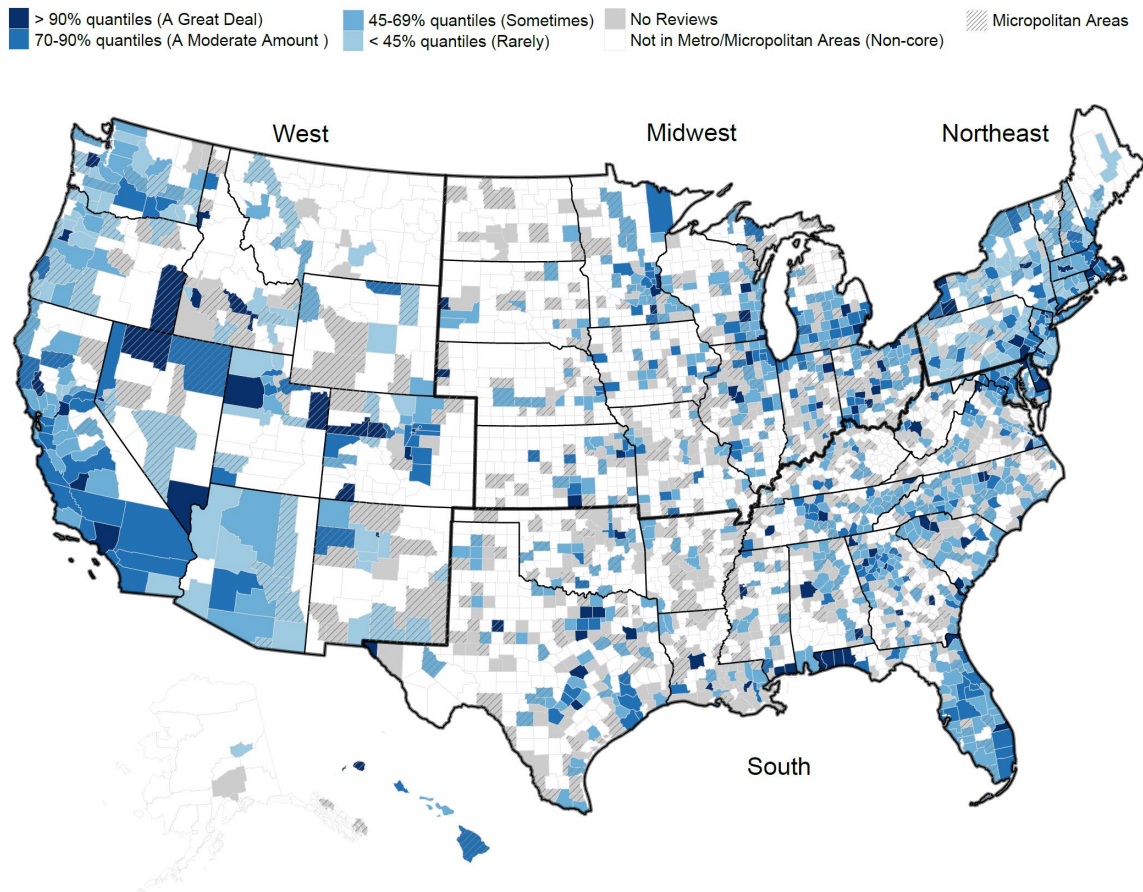 > 90% quantiles (A Great Deal)
45-69% quantiles (Sometimes)
No Reviews
Micropolitan Areas
70-90% quantiles (A Moderate Amount )
< 45% quantiles (Rarely)
Not in Metro/Micropolitan Areas (Non-core)
West
Midwest
Northeast
South